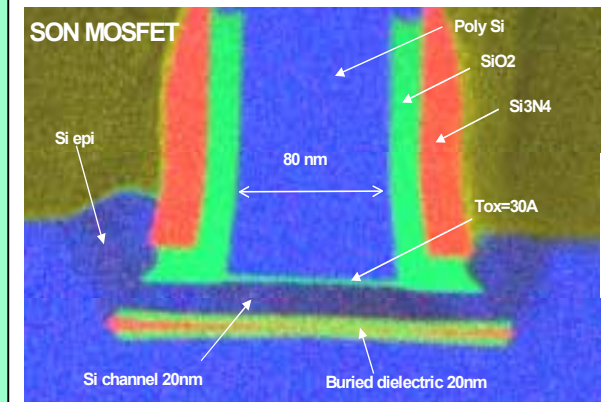 SON MOSFET
Poly Si
SiO2
Si3N4
Si epi
80 nm
Tox=30A
Si channel 20nm
Buried dielectric 20nm